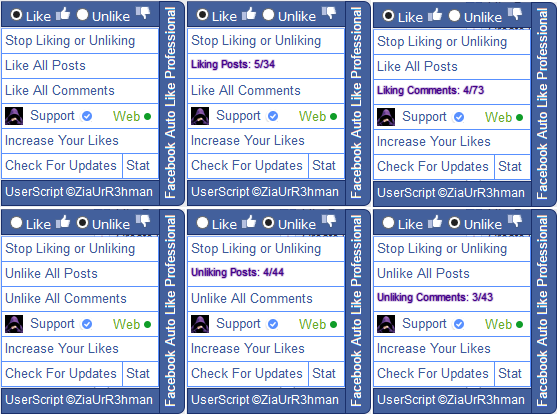 Like Unlike
Stop Liking or Unliking
Like All Posts
Like All Comments
Support Web
Increase Your Likes
Check For Updates Stat
UserScript ©ZiaUrR3hman
Facebook Auto Like Professional
Like Unlike
Stop Liking or Unliking
Liking Posts: 5/34
Like All Comments
Support Web
Increase Your Likes
Check For Updates Stat
UserScript ©ZiaUrR3hman
Facebook Auto Like Professional
Like Unlike
Stop Liking or Unliking
Like All Posts
Liking Comments: 4/73
Support Web
Increase Your Likes
Check For Updates Stat
UserScript ©ZiaUrR3hman
Facebook Auto Like Professional
Like Unlike
Stop Liking or Unliking
Unlike All Posts
Unlike All Comments
Support Web
Increase Your Likes
Check For Updates Stat
UserScript ©ZiaUrR3hman
Facebook Auto Like Professional
Like Unlike
Stop Liking or Unliking
Unliking Posts: 4/44
Unlike All Comments
Support Web
Increase Your Likes
Check For Updates Stat
UserScript ©ZiaUrR3hman
Facebook Auto Like Professional
Like Unlike
Stop Liking or Unliking
Unlike All Posts
Unliking Comments: 3/43
Support Web
Increase Your Likes
Check For Updates Stat
UserScript ©ZiaUrR3hman
Facebook Auto Like Professional